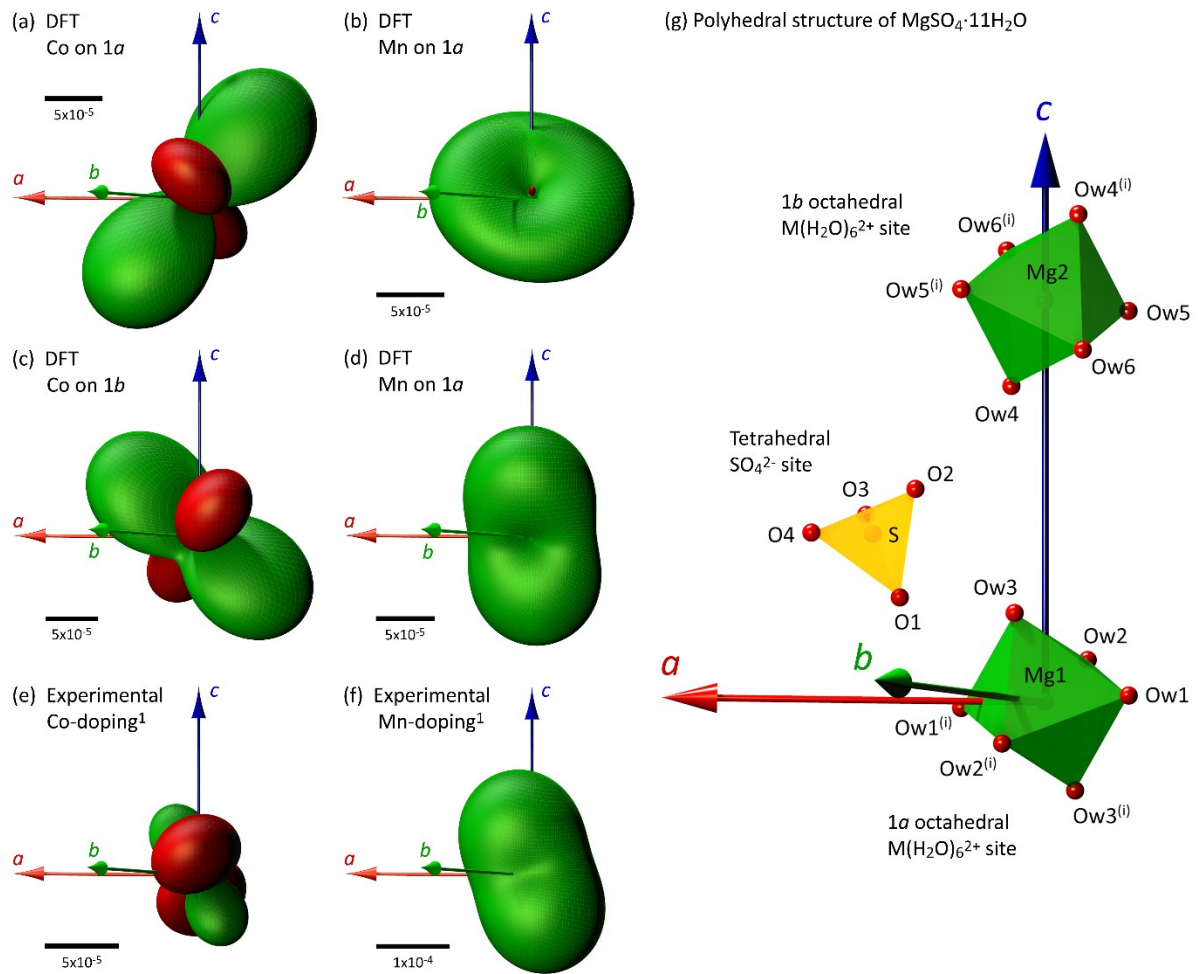 (a) DFT
Co on 1a
c
5x10-5
b
a
(b) DFT
Mn on 1a
c
a
b
5x10-5
(c) DFT
Co on 1b
c
a
b
5x10-5
(d) DFT
Mn on 1a
c
a
b
5x10-5
(e) Experimental
Co-doping1
c
a
b
5x10-5
(f) Experimental
Mn-doping1
c
a
b
1x10-4
(g) Polyhedral structure of MgSO4·11H2O
c
1b octahedral
M(H2O)62+ site
Ow4(i)
Ow6(i)
Mg2
Ow5(i)
Ow5
Ow6
Ow4
Tetrahedral
SO42- site
O3
O2
O4
S
O1
Ow3
Ow2
a
b
Mg1
Ow1
Ow1(i)
Ow2(i)
Ow3(i)
1a octahedral
M(H2O)62+ site